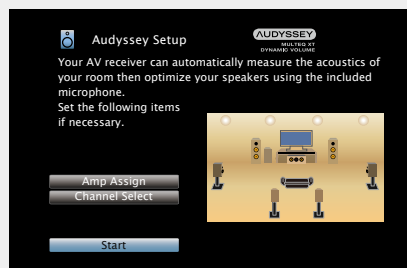 Audyssey Setup
AUDYSSEY
MULTEQ XT
DYNAMIC VOLUME
Your AV receiver can automatically measure the acoustics of
your room then optimize your speakers using the included
microphone.
Set the following items
if necessary.
Amp Assign
Channel Select
Start